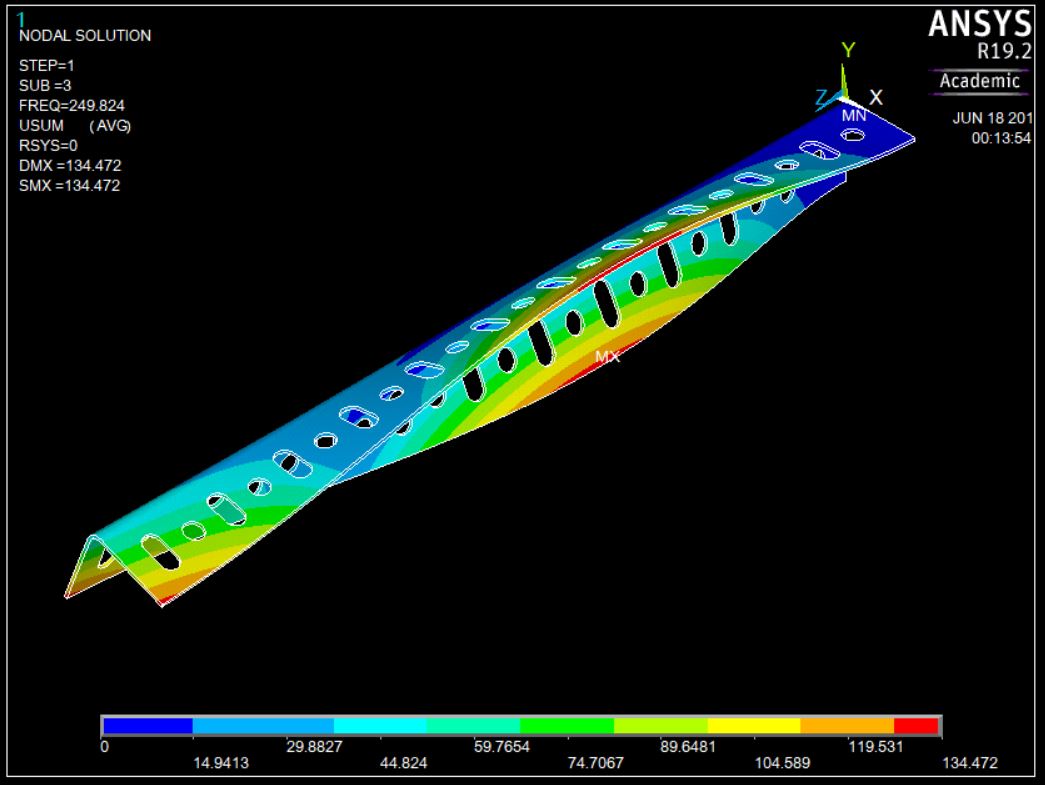 1
NODAL SOLUTION
STEP=1
SUB =3
FREQ=249.824
USUM (AVG)
RSYS=0
DMX =134.472
SMX =134.472
ANSYS
R19.2
Academic
JUN 18 201
00:13:54
Y
Z X
MN
MX
0 29.8827 59.7654 89.6481 119.531
14.9413 44.824 74.7067 104.589 134.472